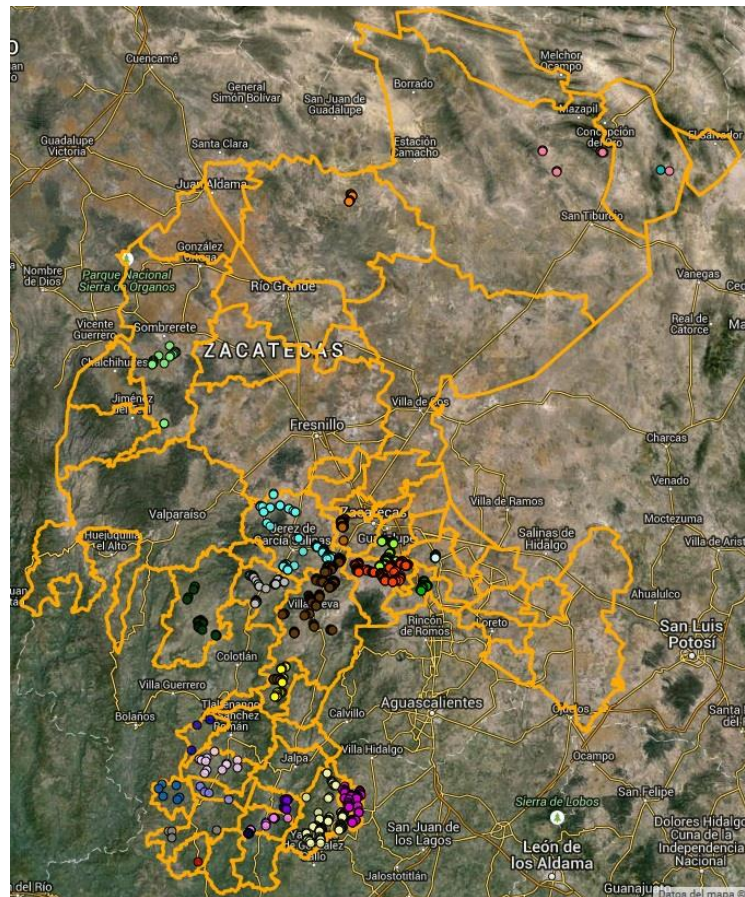 Cuencamé
Melchor
Ocampo
General
Simón Bolívar
San Juan de
Guadalupe
Borrado
Mazapil
Guadalupe
Victoria
Santa Clara
Estación
Camacho
Concepción
del Oro
El Salvador
Juan Aldama
San Tiburcio
González
Ortega
Nombre
de Dios
Parque Nacional
Sierra de Órganos
Río Grande
Vanegas
Vicente
Guerrero
Sombrerete
Real de
Catorce
ZACATECAS
Chalchihuites
Jiménez
del Teul
Villa de Cos
Fresnillo
Charcas
Venado
Valparaíso
Zacatecas
Villa de Ramos
Moctezuma
Huejuquilla
el Alto
Jerez de
García Salinas
Guadalupe
Salinas de
Hidalgo
Villa de Arist
Ahualulco
Villanueva
Rincón
de Romos
Loreto
San Luis
Potosí
Colotlán
Villa Guerrero
Bolaños
Tlaltenango
Sánchez
Román
Calvillo
Aguascalientes
Ojuelos
Jalpa
Villa Hidalgo
Ocampo
San Felipe
Sierra de Lobos
San Juan de
los Lagos
León de
los Aldama
Dolores Hidalgo
Cuna de la
Independencia
Nacional
Jalostotitlán
n del Río
Guanajuato
Datos del mapa ©